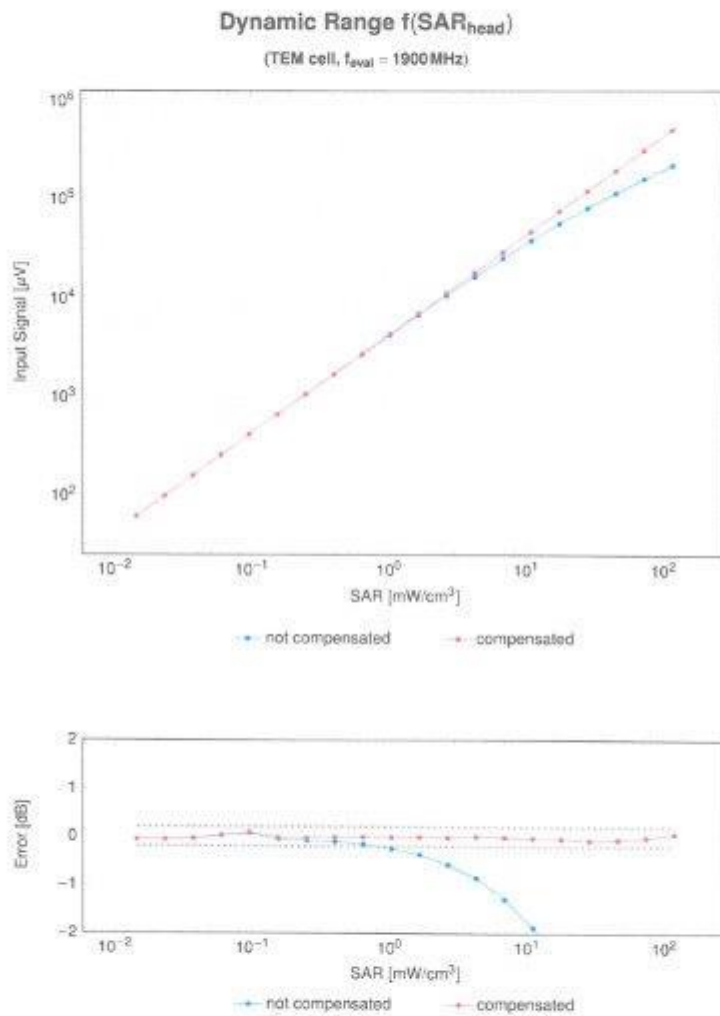 Dynamic Range f(SAR_head)
(TEM cell, f_eval = 1900 MHz)
Input Signal [µV]
10⁶
10⁵
10⁴
10³
10²
10⁻² 10⁻¹ 10⁰ 10¹ 10²
SAR [mW/cm³]
not compensated compensated
Error [dB]
2
1
0
−1
−2
10⁻² 10⁻¹ 10⁰ 10¹ 10²
SAR [mW/cm³]
not compensated compensated